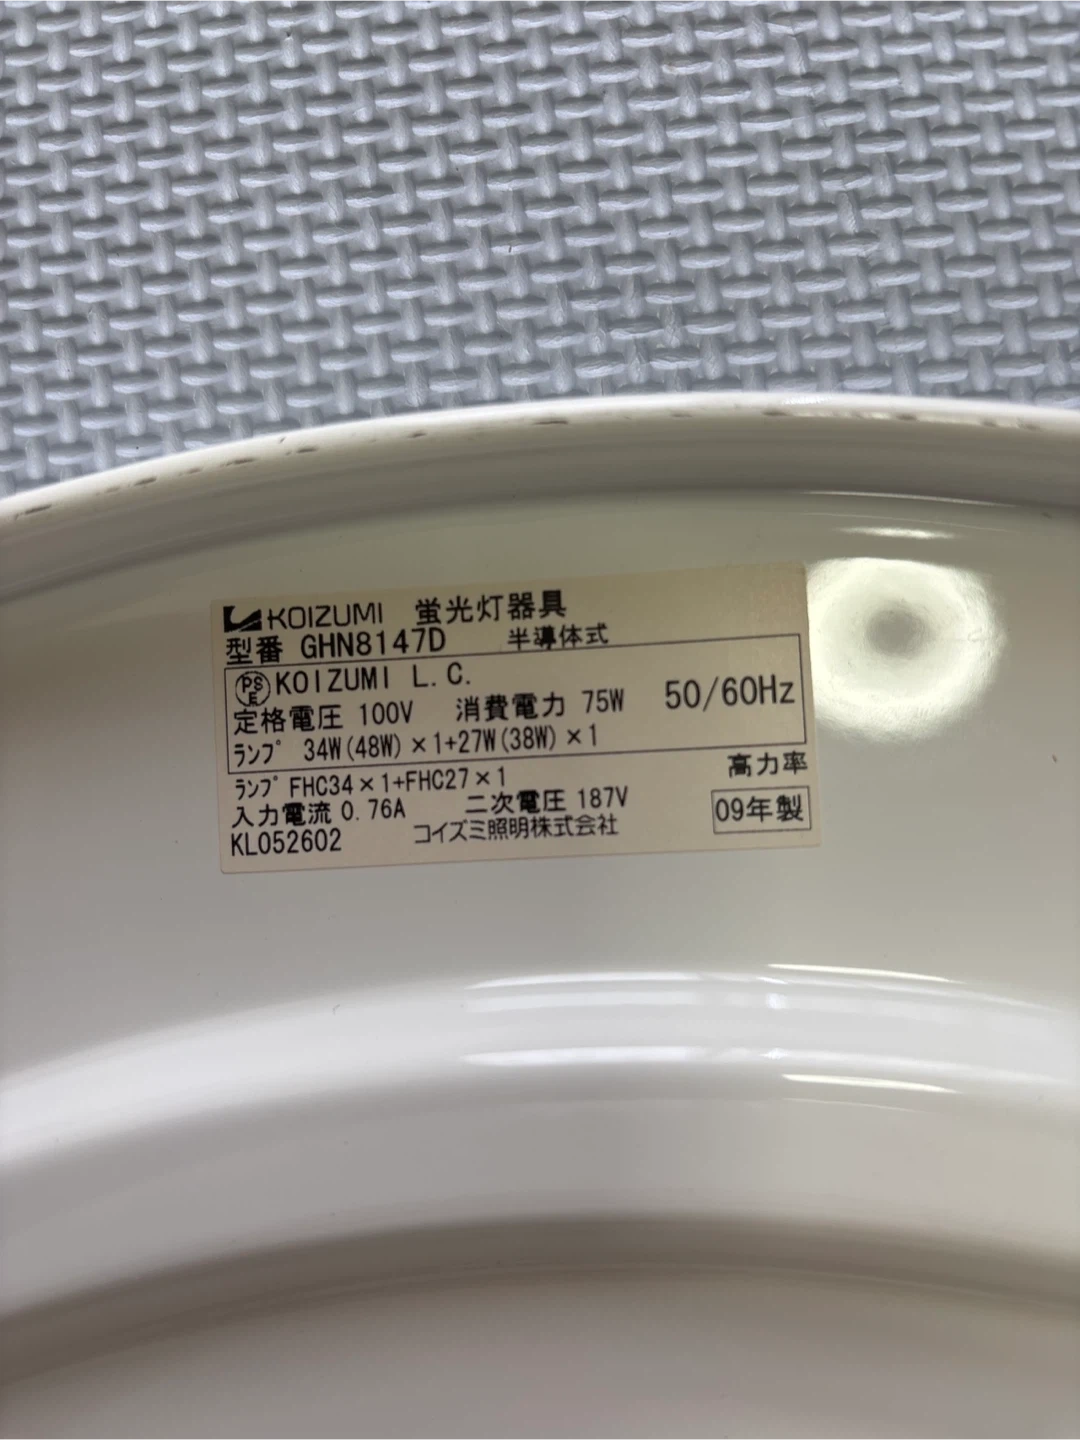 KOIZUMI 蛍光灯器具
型番 GHN8147D 半導体式
PSE KOIZUMI L.C.
定格電圧 100V 消費電力 75W 50/60Hz
ランプ 34W(48W)×1+27W(38W)×1
ランプ FHC34×1+FHC27×1 高力率
入力電流 0.76A 二次電圧 187V 09年製
KL052602 コイズミ照明株式会社